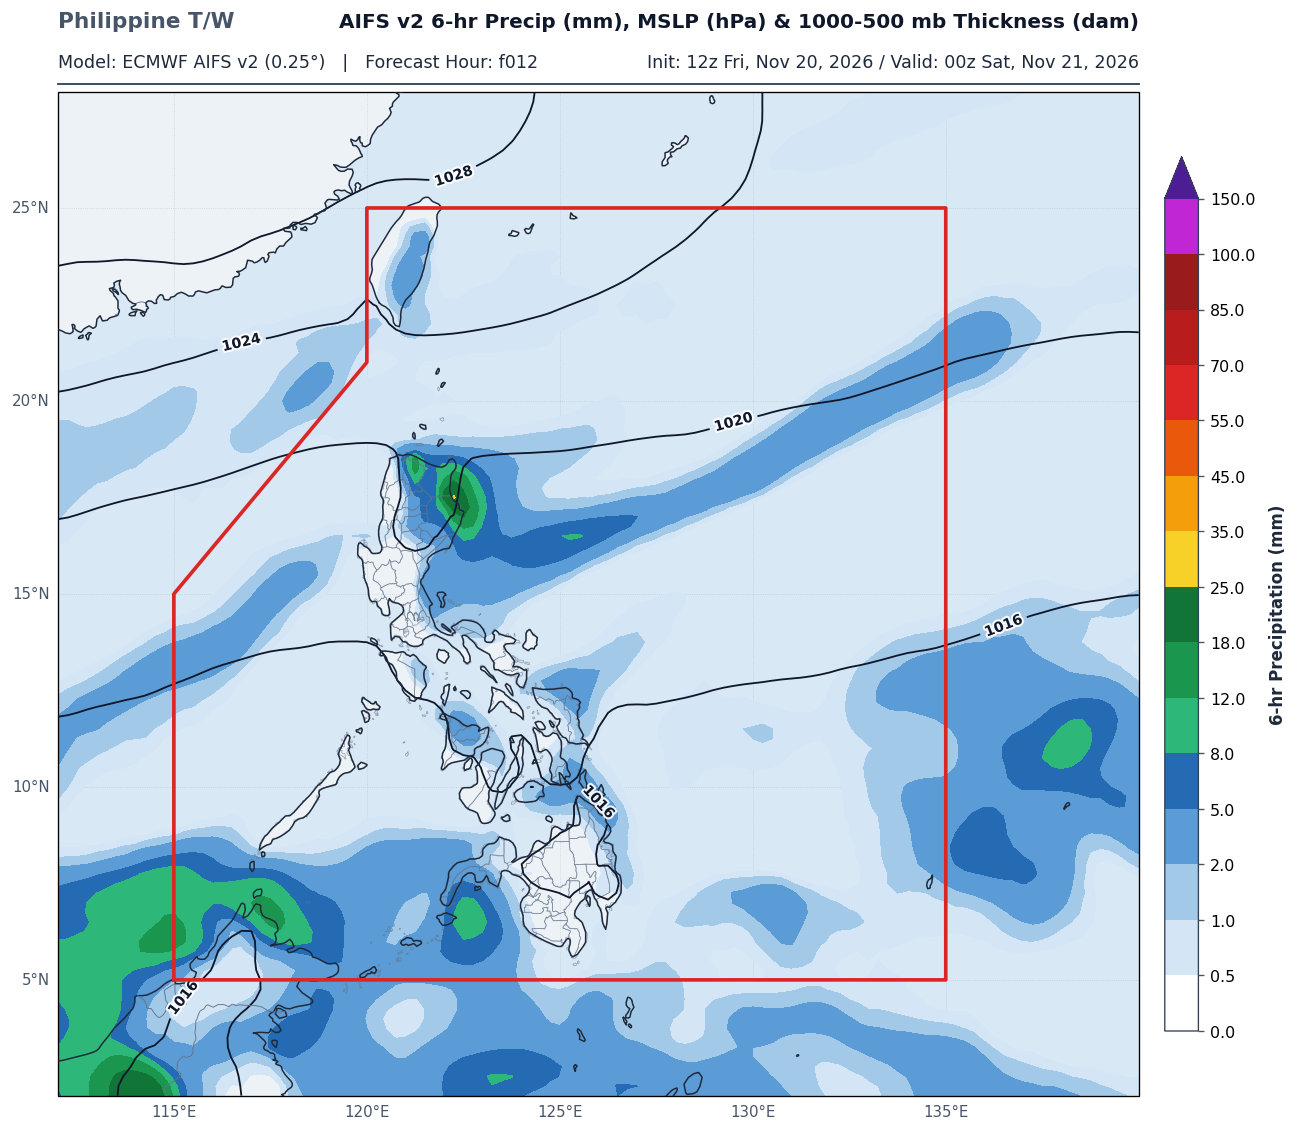 Philippine T/W
AIFS v2 6-hr Precip (mm), MSLP (hPa) & 1000-500 mb Thickness (dam)
Model: ECMWF AIFS v2 (0.25°) | Forecast Hour: f012
Init: 12z Fri, Nov 20, 2026 / Valid: 00z Sat, Nov 21, 2026
1028
1024
1020
1016
1016
1016
25°N
20°N
15°N
10°N
5°N
115°E
120°E
125°E
130°E
135°E
150.0
100.0
85.0
70.0
55.0
45.0
35.0
25.0
18.0
12.0
8.0
5.0
2.0
1.0
0.5
0.0
6-hr Precipitation (mm)